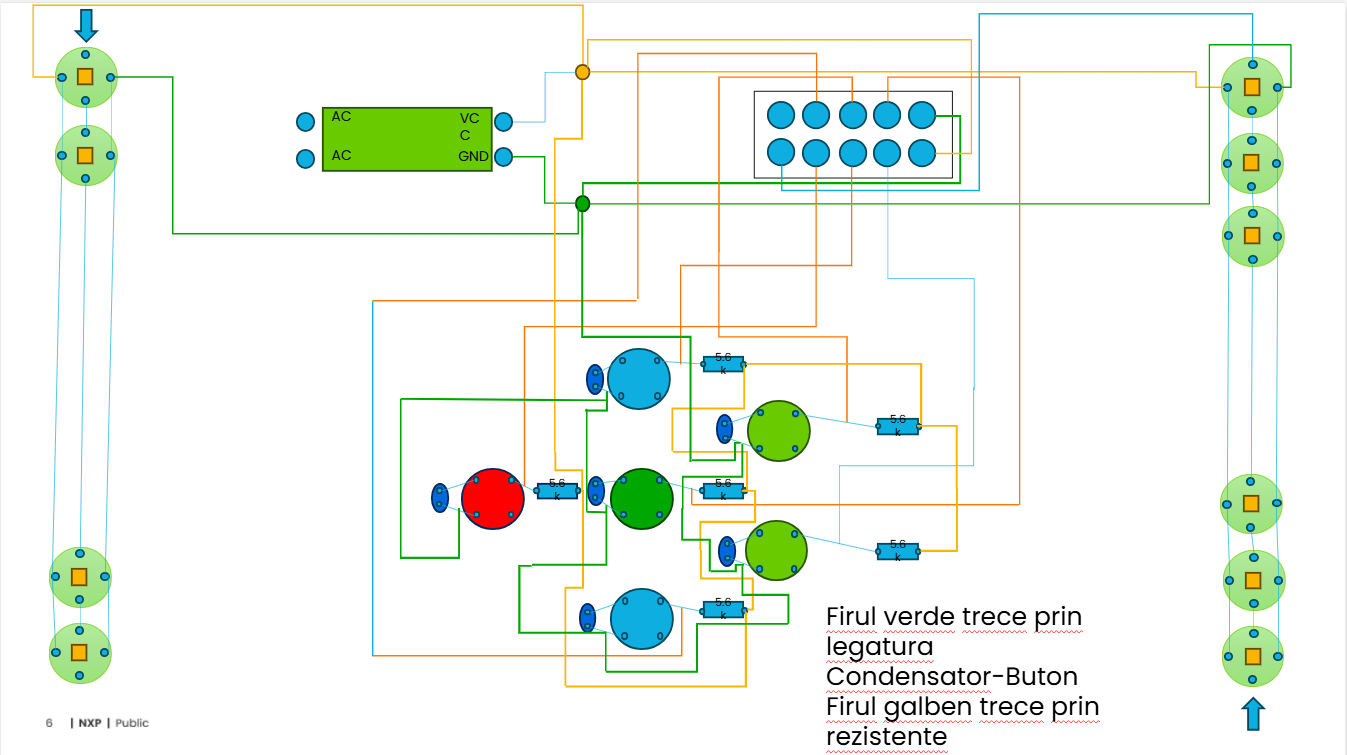 AC
VC
C
AC
GND
5.6
k
5.6
k
5.6
k
5.6
k
5.6
k
5.6
k
Firul verde trece prin
legatura
Condensator-Buton
Firul galben trece prin
rezistente
6 | NXP | Public